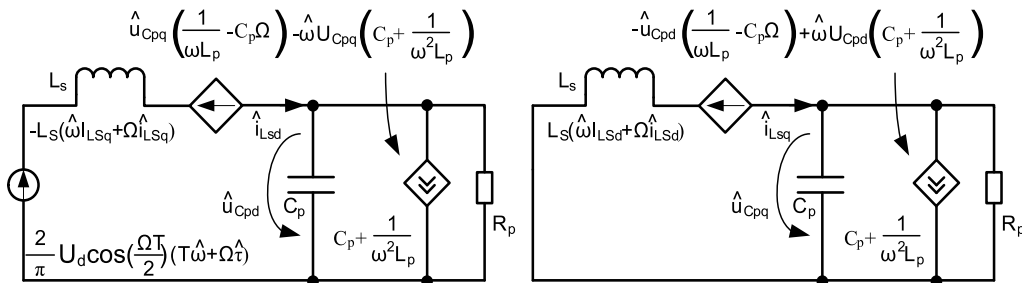 û_Cpq (1/(ωL_p) -C_pΩ)-ω̂U_Cpq(C_p+ 1/(ω²L_p))
L_s
-L_S(ω̂I_LSq+Ωî_LSq)
î_Lsd
û_Cpd
C_p
R_p
C_p+ 1/(ω²L_p)
2/π U_d cos(ΩT/2)(Tω̂+Ωτ̂)
-û_Cpd (1/(ωL_p) -C_pΩ)+ω̂U_Cpd(C_p+ 1/(ω²L_p))
L_s
L_S(ω̂I_LSd+Ωî_LSd)
î_Lsq
û_Cpq
C_p
R_p
C_p+ 1/(ω²L_p)